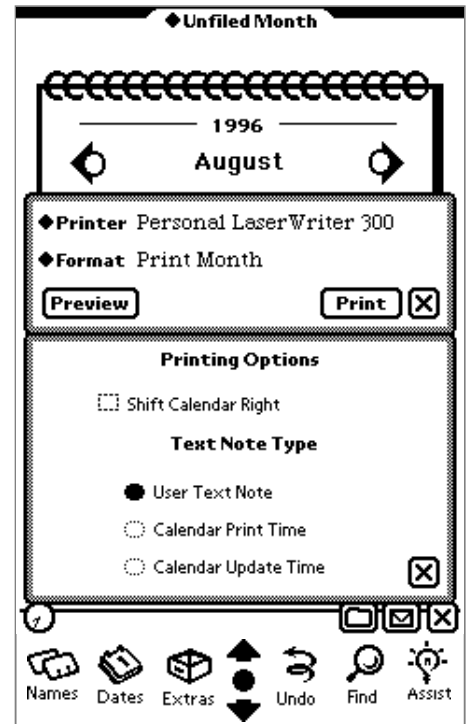 ◆Unfiled Month
1996
August
◆Printer Personal LaserWriter 300
◆Format Print Month
Preview Print
Printing Options
Shift Calendar Right
Text Note Type
User Text Note
Calendar Print Time
Calendar Update Time
Names Dates Extras Undo Find Assist